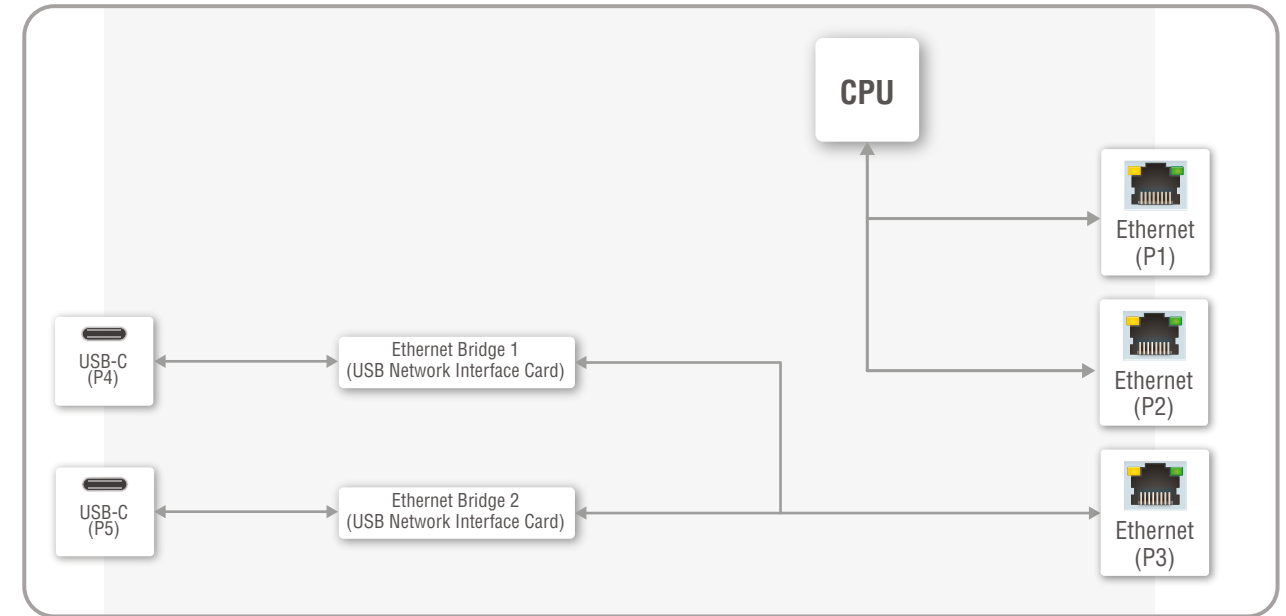 CPU
Ethernet
(P1)
Ethernet
(P2)
USB-C
(P4)
Ethernet Bridge 1
(USB Network Interface Card)
USB-C
(P5)
Ethernet Bridge 2
(USB Network Interface Card)
Ethernet
(P3)